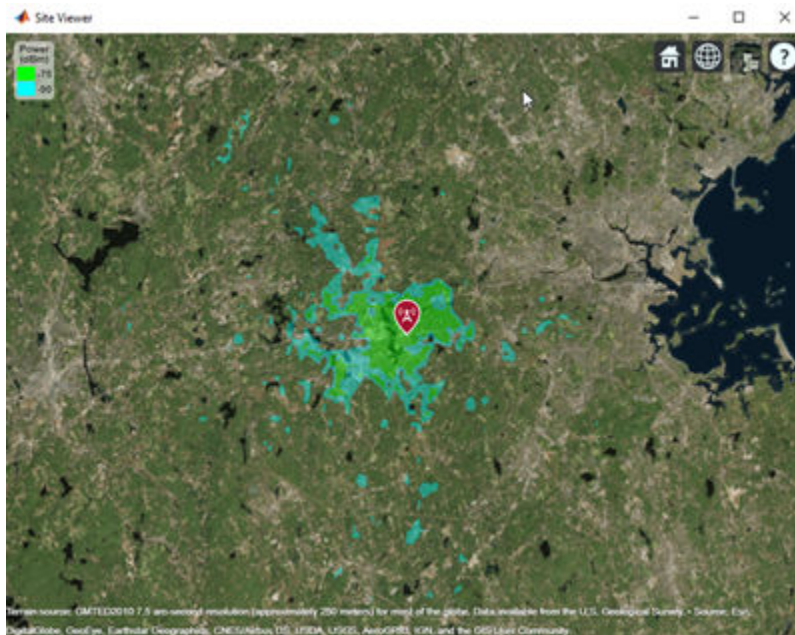 Site Viewer
Power
(dBm)
-75
-90
?
Terrain source: GMTED2010 7.5 arc-second resolution (approximately 250 meters) for most of the globe. Data available from the U.S. Geological Survey. • Source: Esri,
DigitalGlobe, GeoEye, Earthstar Geographics, CNES/Airbus DS, USDA, USGS, AeroGRID, IGN, and the GIS User Community